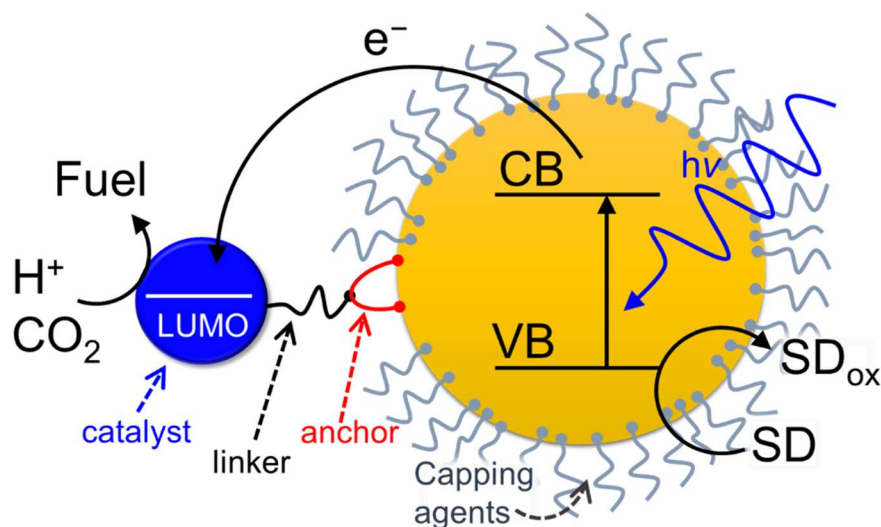 e⁻
CB
hν
Fuel
H⁺
CO₂
LUMO
VB
SDₒₓ
SD
catalyst
linker
anchor
Capping
agents